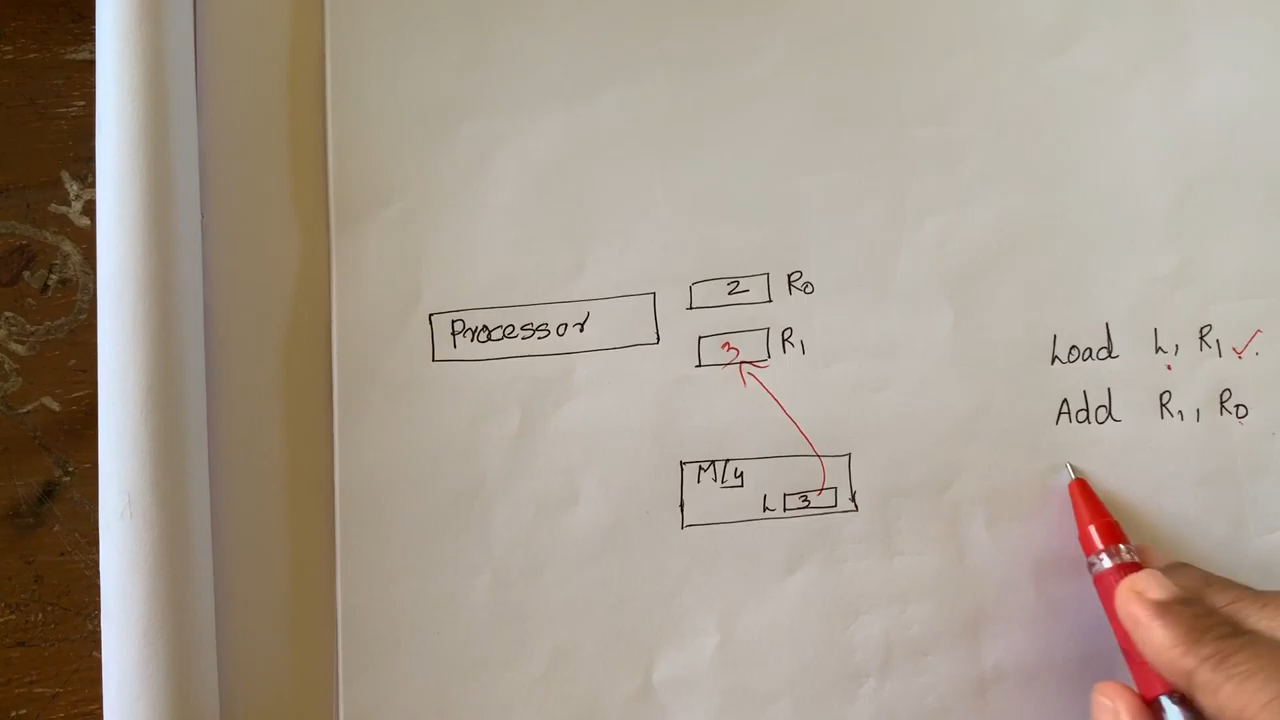 2 R0
Processor
3 R1
Load L, R1 ✓.
Add R1, R0
M/y
L 3